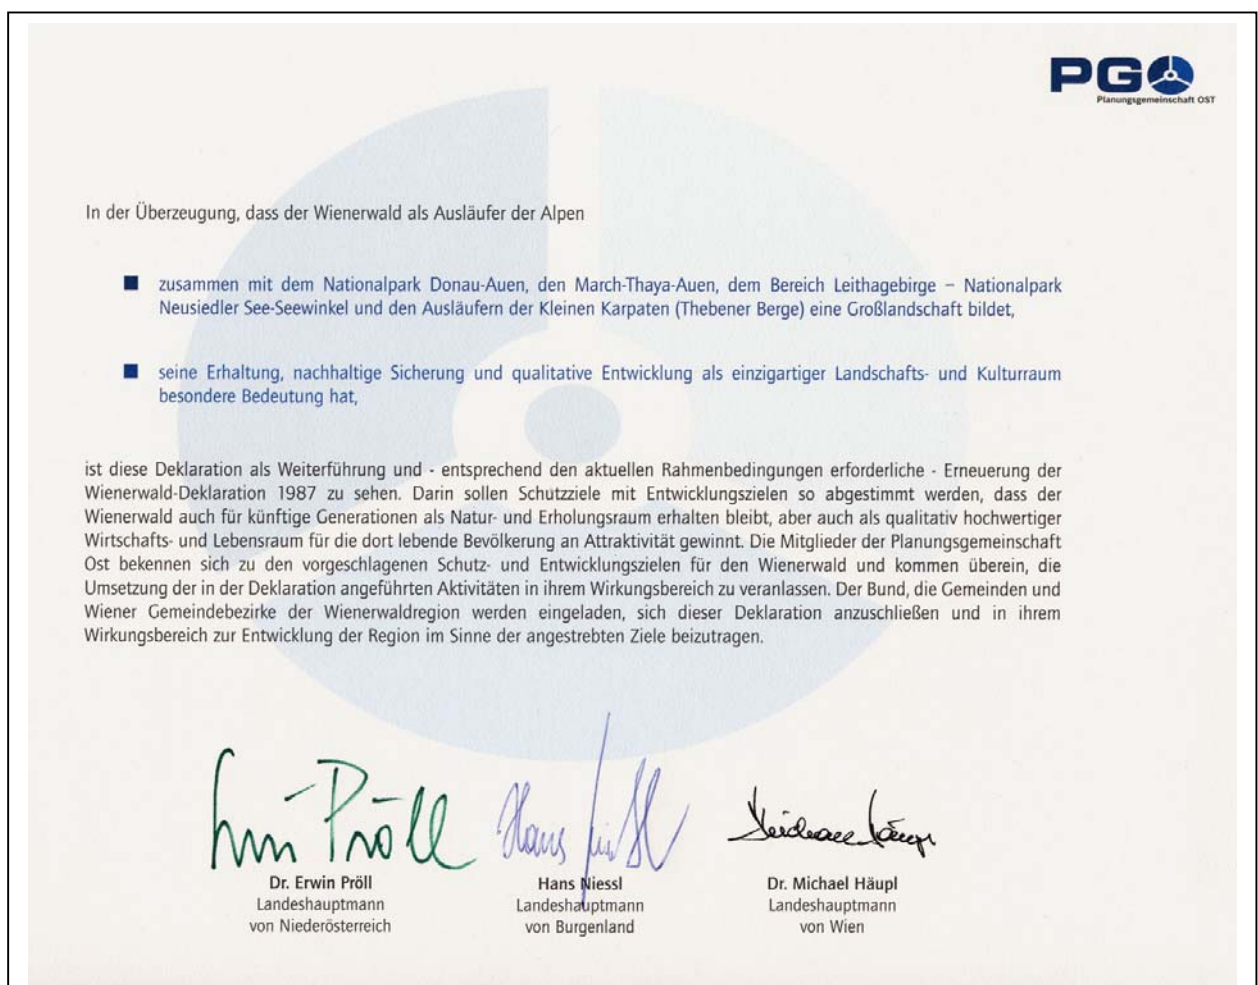 PGO
Planungsgemeinschaft OST
In der Überzeugung, dass der Wienerwald als Ausläufer der Alpen
■ zusammen mit dem Nationalpark Donau-Auen, den March-Thaya-Auen, dem Bereich Leithagebirge – Nationalpark
Neusiedler See-Seewinkel und den Ausläufern der Kleinen Karpaten (Thebener Berge) eine Großlandschaft bildet,
■ seine Erhaltung, nachhaltige Sicherung und qualitative Entwicklung als einzigartiger Landschafts- und Kulturraum
besondere Bedeutung hat,
ist diese Deklaration als Weiterführung und - entsprechend den aktuellen Rahmenbedingungen erforderliche - Erneuerung der
Wienerwald-Deklaration 1987 zu sehen. Darin sollen Schutzziele mit Entwicklungszielen so abgestimmt werden, dass der
Wienerwald auch für künftige Generationen als Natur- und Erholungsraum erhalten bleibt, aber auch als qualitativ hochwertiger
Wirtschafts- und Lebensraum für die dort lebende Bevölkerung an Attraktivität gewinnt. Die Mitglieder der Planungsgemeinschaft
Ost bekennen sich zu den vorgeschlagenen Schutz- und Entwicklungszielen für den Wienerwald und kommen überein, die
Umsetzung der in der Deklaration angeführten Aktivitäten in ihrem Wirkungsbereich zu veranlassen. Der Bund, die Gemeinden und
Wiener Gemeindebezirke der Wienerwaldregion werden eingeladen, sich dieser Deklaration anzuschließen und in ihrem
Wirkungsbereich zur Entwicklung der Region im Sinne der angestrebten Ziele beizutragen.
Erwin Pröll Hans Niessl Michael Häupl
Dr. Erwin Pröll Hans Niessl Dr. Michael Häupl
Landeshauptmann Landeshauptmann Landeshauptmann
von Niederösterreich von Burgenland von Wien